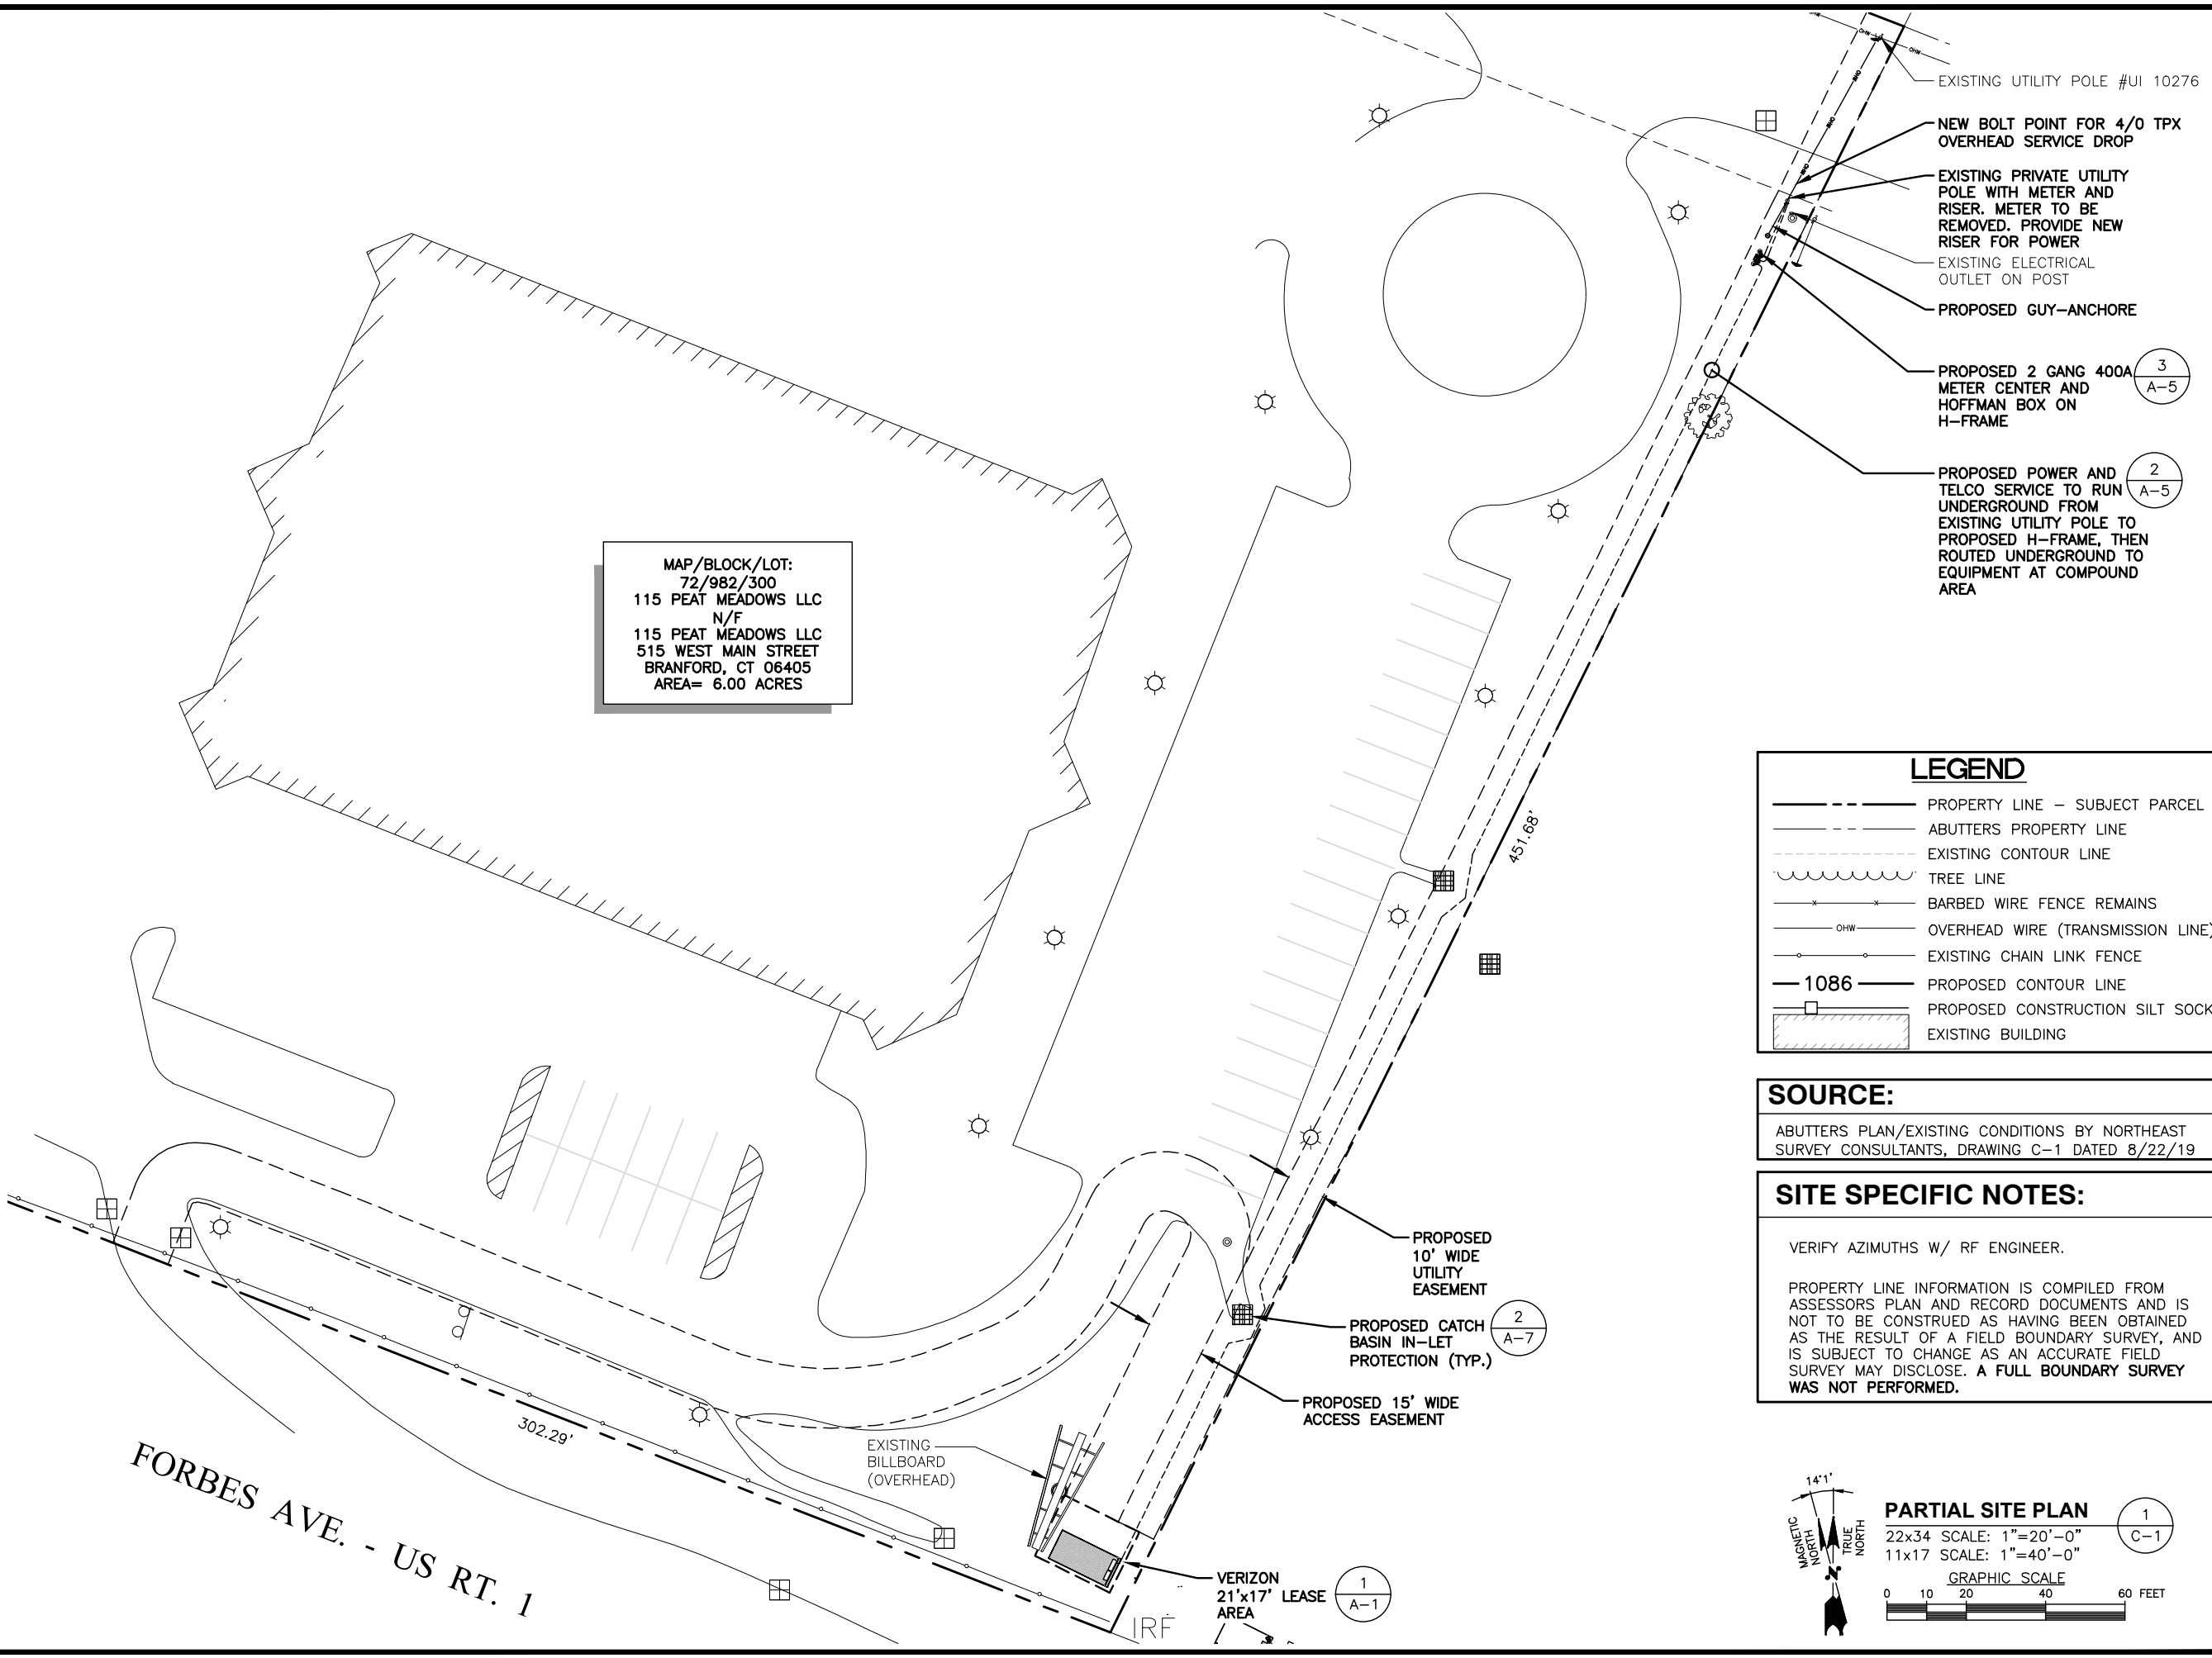 OHW
OHW
OHW
OHW
OHW
EXISTING UTILITY POLE #UI 10276
NEW BOLT POINT FOR 4/0 TPX
OVERHEAD SERVICE DROP
EXISTING PRIVATE UTILITY
POLE WITH METER AND
RISER. METER TO BE
REMOVED. PROVIDE NEW
RISER FOR POWER
EXISTING ELECTRICAL
OUTLET ON POST
PROPOSED GUY-ANCHORE
PROPOSED 2 GANG 400A
METER CENTER AND
HOFFMAN BOX ON
H-FRAME
3
A-5
PROPOSED POWER AND
TELCO SERVICE TO RUN
UNDERGROUND FROM
EXISTING UTILITY POLE TO
PROPOSED H-FRAME, THEN
ROUTED UNDERGROUND TO
EQUIPMENT AT COMPOUND
AREA
2
A-5
MAP/BLOCK/LOT:
72/982/300
115 PEAT MEADOWS LLC
N/F
115 PEAT MEADOWS LLC
515 WEST MAIN STREET
BRANFORD, CT 06405
AREA= 6.00 ACRES
451.68'
LEGEND
PROPERTY LINE - SUBJECT PARCEL
ABUTTERS PROPERTY LINE
EXISTING CONTOUR LINE
TREE LINE
BARBED WIRE FENCE REMAINS
OHW OVERHEAD WIRE (TRANSMISSION LINE)
EXISTING CHAIN LINK FENCE
1086 PROPOSED CONTOUR LINE
PROPOSED CONSTRUCTION SILT SOCK
EXISTING BUILDING
SOURCE:
ABUTTERS PLAN/EXISTING CONDITIONS BY NORTHEAST
SURVEY CONSULTANTS, DRAWING C-1 DATED 8/22/19
SITE SPECIFIC NOTES:
VERIFY AZIMUTHS W/ RF ENGINEER.
PROPERTY LINE INFORMATION IS COMPILED FROM
ASSESSORS PLAN AND RECORD DOCUMENTS AND IS
NOT TO BE CONSTRUED AS HAVING BEEN OBTAINED
AS THE RESULT OF A FIELD BOUNDARY SURVEY, AND
IS SUBJECT TO CHANGE AS AN ACCURATE FIELD
SURVEY MAY DISCLOSE. A FULL BOUNDARY SURVEY
WAS NOT PERFORMED.
PROPOSED
10' WIDE
UTILITY
EASEMENT
PROPOSED CATCH
BASIN IN-LET
PROTECTION (TYP.)
2
A-7
PROPOSED 15' WIDE
ACCESS EASEMENT
EXISTING
BILLBOARD
(OVERHEAD)
302.29'
FORBES AVE. - US RT. 1
VERIZON
21'x17' LEASE
AREA
1
A-1
IRF
14°1'
MAGNETIC
NORTH
TRUE
NORTH
N
PARTIAL SITE PLAN
22x34 SCALE: 1"=20'-0"
11x17 SCALE: 1"=40'-0"
1
C-1
GRAPHIC SCALE
0 10 20 40 60 FEET